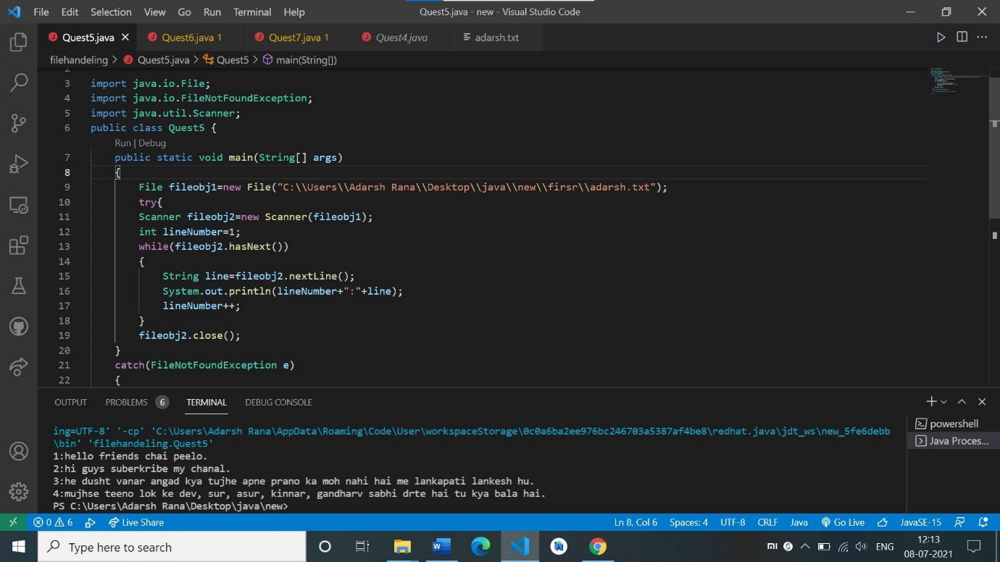 File Edit Selection View Go Run Terminal Help Quest5.java - new - Visual Studio Code
Quest5.java Quest6.java 1 Quest7.java 1 Quest4.java adarsh.txt
filehandeling > Quest5.java > Quest5 > main(String[])
2
3 import java.io.File;
4 import java.io.FileNotFoundException;
5 import java.util.Scanner;
6 public class Quest5 {
Run | Debug
7 public static void main(String[] args)
8 {
9 File fileobj1=new File("C:\\Users\\Adarsh Rana\\Desktop\\java\\new\\firsr\\adarsh.txt");
10 try{
11 Scanner fileobj2=new Scanner(fileobj1);
12 int lineNumber=1;
13 while(fileobj2.hasNext())
14 {
15 String line=fileobj2.nextLine();
16 System.out.println(lineNumber+":"+line);
17 lineNumber++;
18 }
19 fileobj2.close();
20 }
21 catch(FileNotFoundException e)
22 {
OUTPUT PROBLEMS 6 TERMINAL DEBUG CONSOLE
powershell
Java Proces...
ing=UTF-8' '-cp' 'C:\Users\Adarsh Rana\AppData\Roaming\Code\User\workspaceStorage\0c0a6ba2ee976bc246703a5387af4be8\redhat.java\jdt_ws\new_5fe6debb
\bin' 'filehandeling.Quest5'
1:hello friends chai peelo.
2:hi guys suberkribe my chanal.
3:he dusht vanar angad kya tujhe apne prano ka moh nahi hai me lankapati lankesh hu.
4:mujhse teeno lok ke dev, sur, asur, kinnar, gandharv sabhi drte hai tu kya bala hai.
PS C:\Users\Adarsh Rana\Desktop\java\new>
0 6 Live Share Ln 8, Col 6 Spaces: 4 UTF-8 CRLF Java Go Live JavaSE-15
Type here to search ENG 12:13
08-07-2021